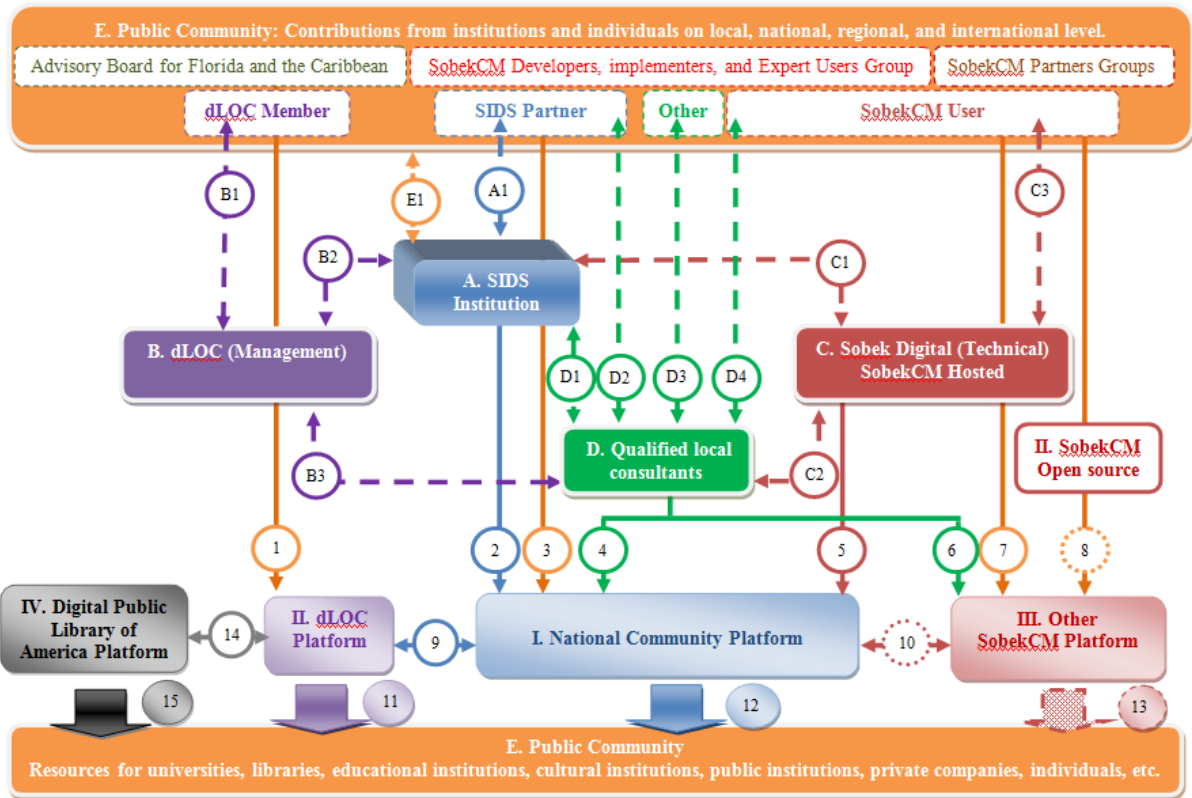 E. Public Community: Contributions from institutions and individuals on local, national, regional, and international level.
Advisory Board for Florida and the Caribbean
SobekCM Developers, implementers, and Expert Users Group
SobekCM Partners Groups
dLOC Member
SIDS Partner
Other
SobekCM User
B1
E1
A1
C3
B2
C1
A. SIDS
Institution
B. dLOC (Management)
C. Sobek Digital (Technical)
SobekCM Hosted
D1
D2
D3
D4
D. Qualified local
consultants
II. SobekCM
Open source
B3
C2
1
2
3
4
5
6
7
8
IV. Digital Public
Library of
America Platform
14
II. dLOC
Platform
9
I. National Community Platform
10
III. Other
SobekCM Platform
15
11
12
13
E. Public Community
Resources for universities, libraries, educational institutions, cultural institutions, public institutions, private companies, individuals, etc.